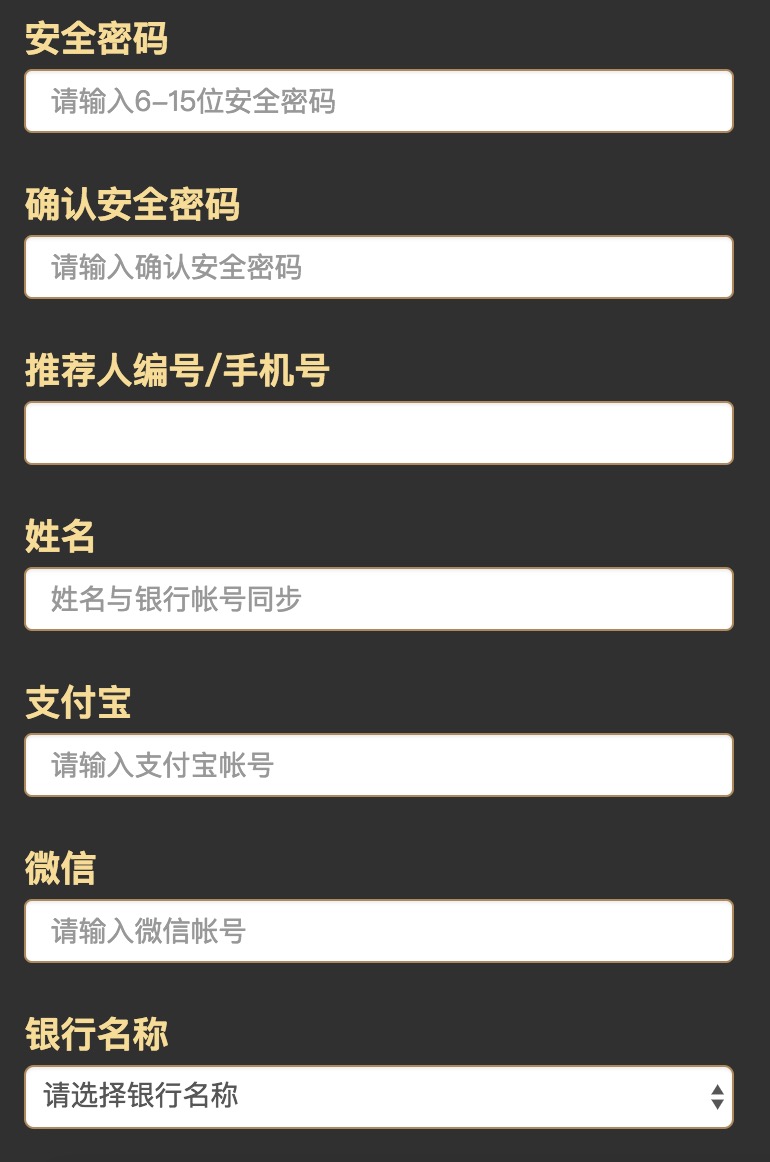 安全密码
请输入6-15位安全密码
确认安全密码
请输入确认安全密码
推荐人编号/手机号
姓名
姓名与银行帐号同步
支付宝
请输入支付宝帐号
微信
请输入微信帐号
银行名称
请选择银行名称